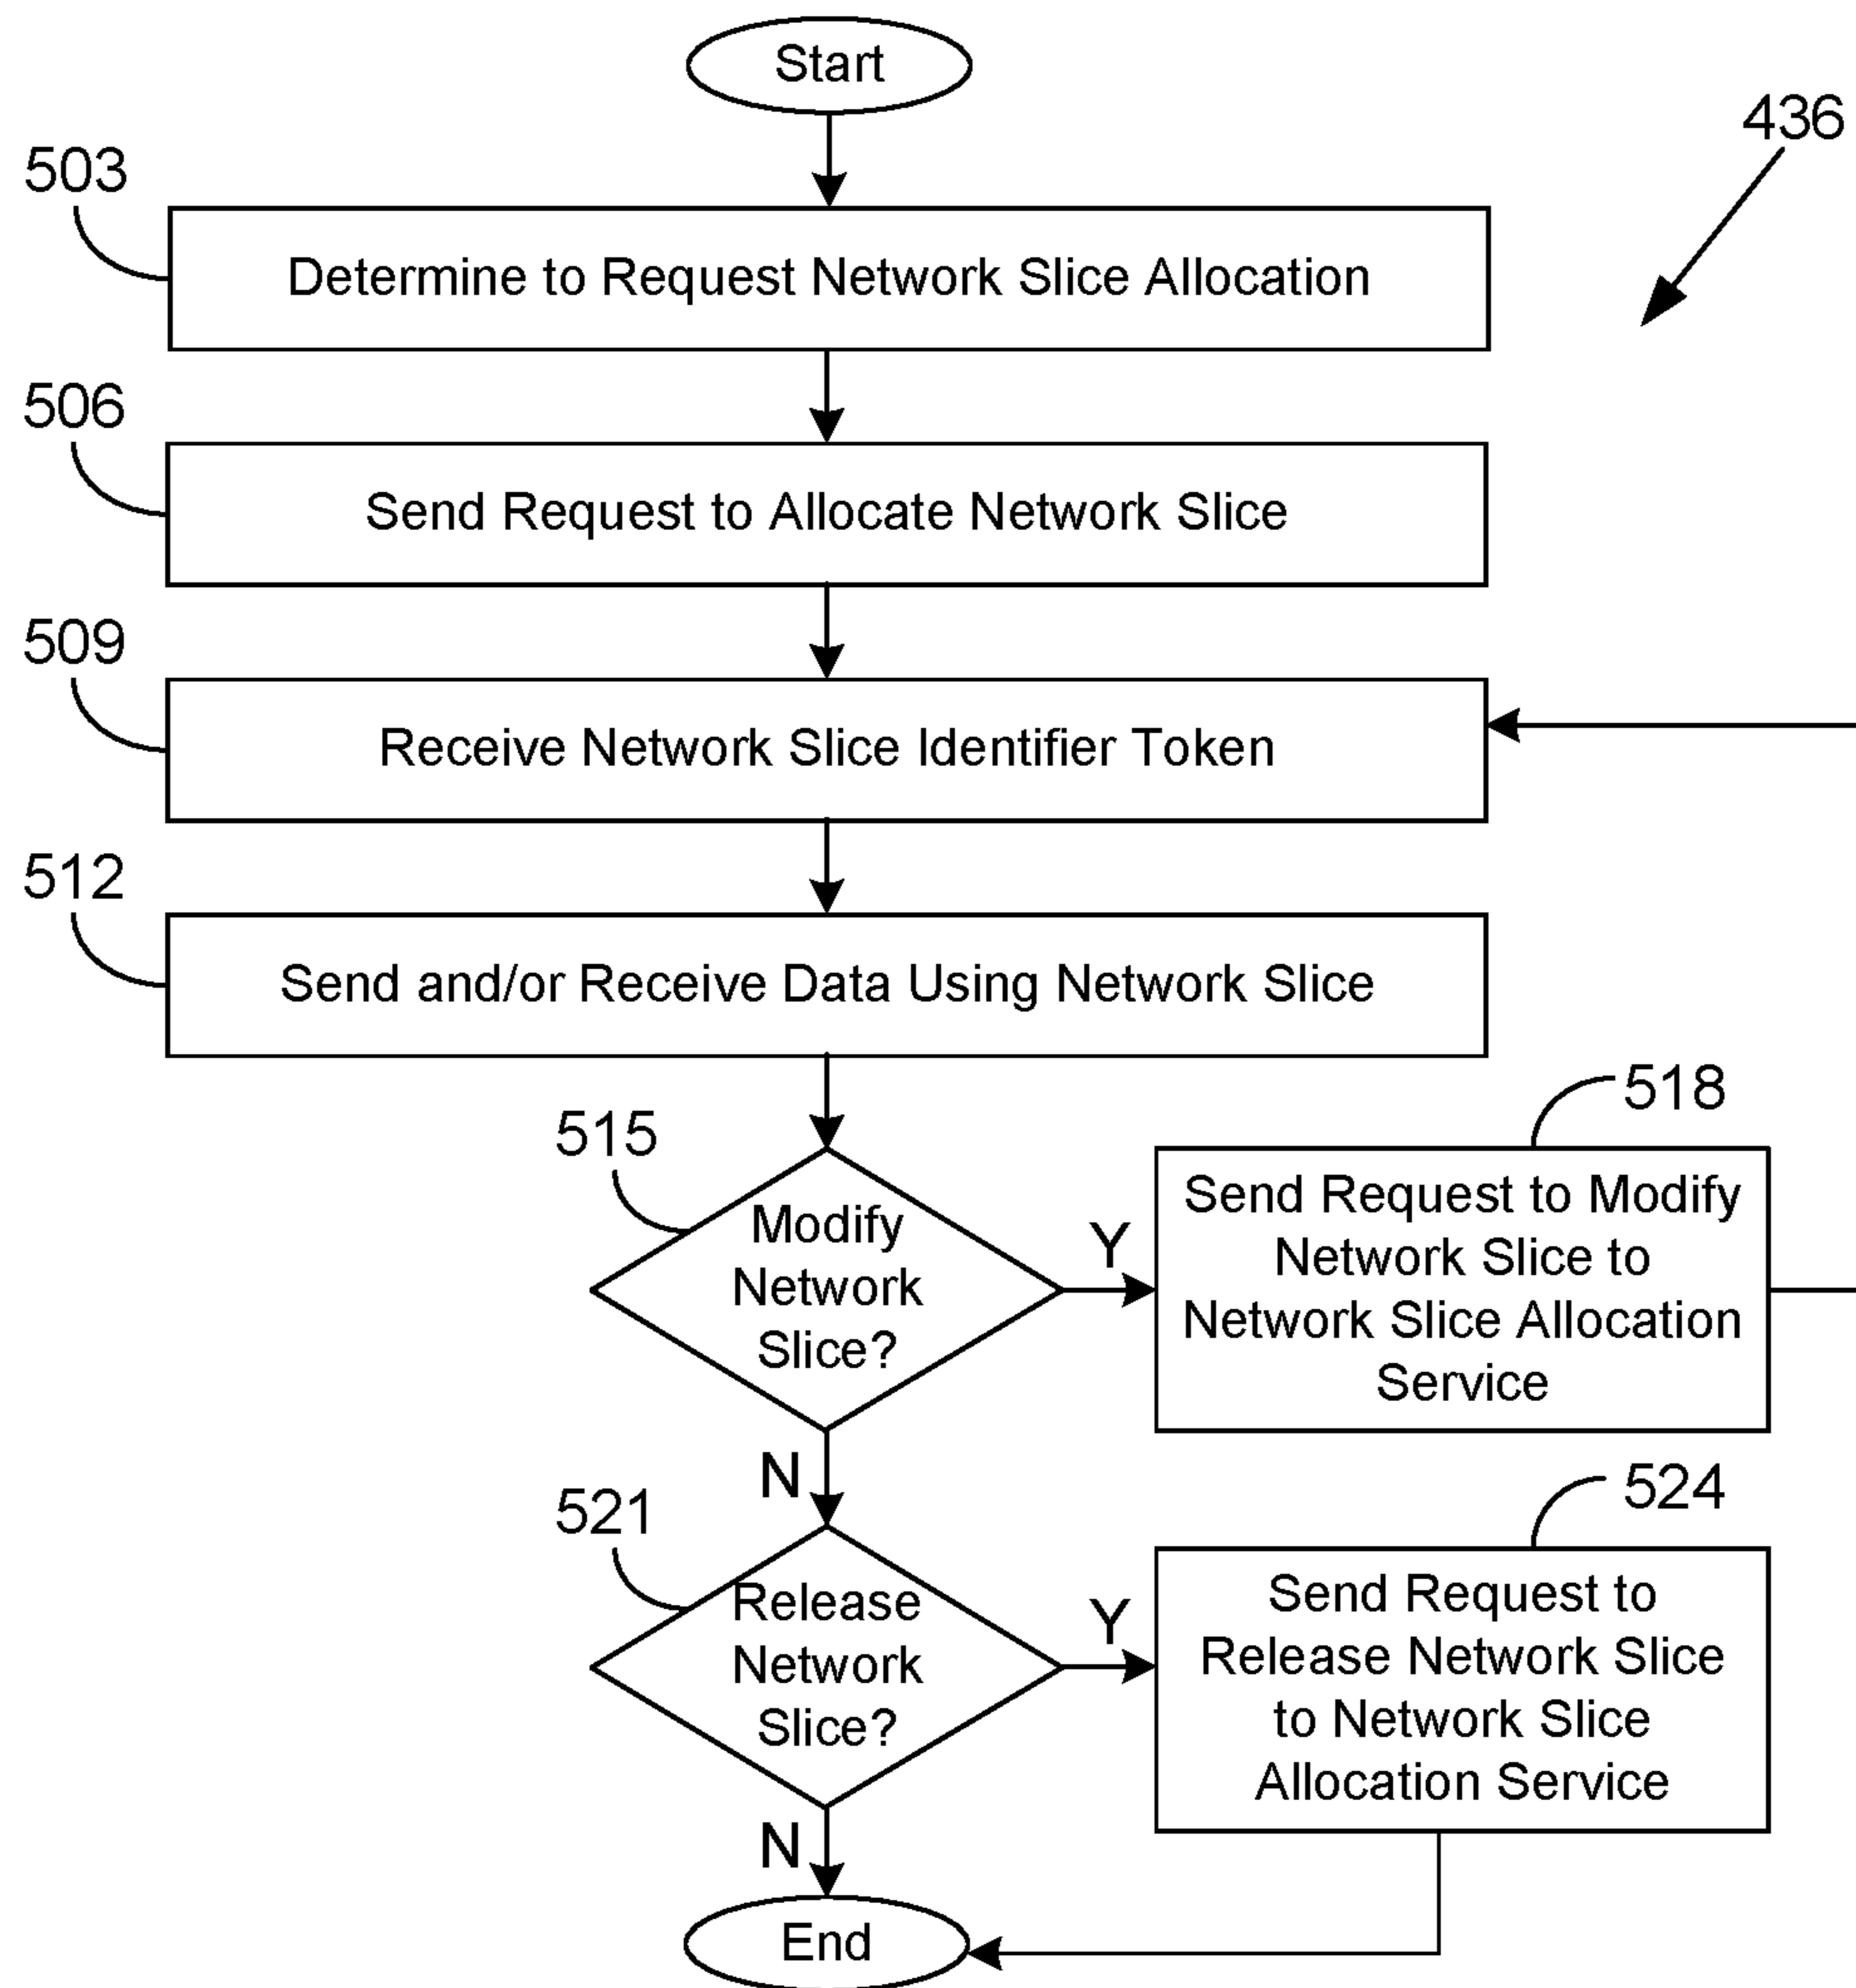 Start
436
503
Determine to Request Network Slice Allocation
506
Send Request to Allocate Network Slice
509
Receive Network Slice Identifier Token
512
Send and/or Receive Data Using Network Slice
515
Modify
Network
Slice?
Y
518
Send Request to Modify
Network Slice to
Network Slice Allocation
Service
N
521
Release
Network
Slice?
Y
524
Send Request to
Release Network Slice
to Network Slice
Allocation Service
N
End